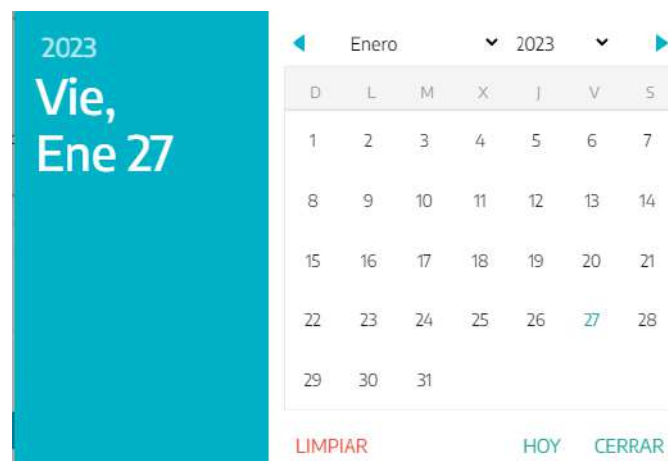 2023
Vie,
Ene 27
Enero 2023
D L M X J V S
1 2 3 4 5 6 7
8 9 10 11 12 13 14
15 16 17 18 19 20 21
22 23 24 25 26 27 28
29 30 31
LIMPIAR HOY CERRAR